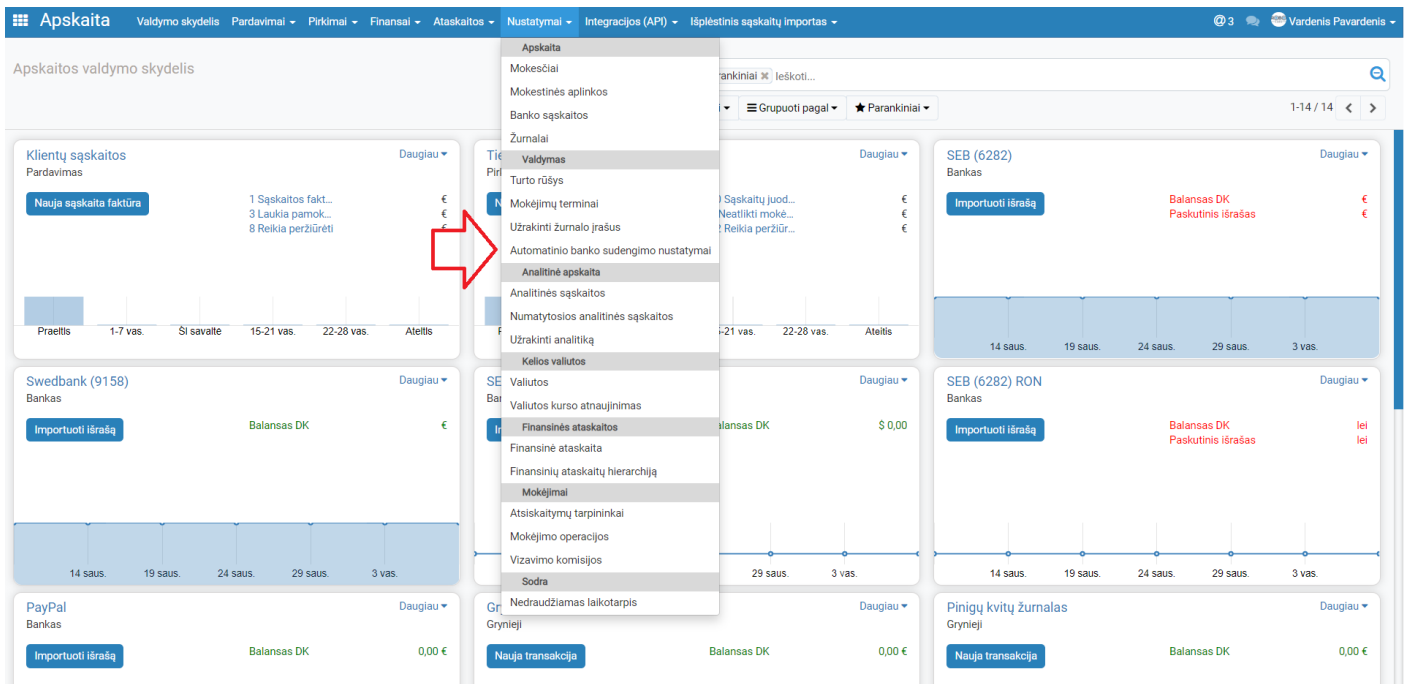 Apskaita Valdymo skydelis Pardavimai Pirkimai Finansai Ataskaitos Nustatymai Integracijos (API) Išplėstinis sąskaitų importas @ 3 Vardenis Pavardenis
Apskaitos valdymo skydelis
rankiniai Ieškoti...
Grupuoti pagal Parankiniai 1-14 / 14
Apskaita
Mokesčiai
Mokestinės aplinkos
Banko sąskaitos
Žurnalai
Valdymas
Turto rūšys
Mokėjimų terminai
Užrakinti žurnalo įrašus
Automatinio banko sudengimo nustatymai
Analitinė apskaita
Analitinės sąskaitos
Numatytosios analitinės sąskaitos
Užrakinti analitiką
Kelios valiutos
Valiutos
Valiutos kurso atnaujinimas
Finansinės ataskaitos
Finansinė ataskaita
Finansinių ataskaitų hierarchiją
Mokėjimai
Atsiskaitymų tarpininkai
Mokėjimo operacijos
Vizavimo komisijos
Sodra
Nedraudžiamas laikotarpis
Klientų sąskaitos Daugiau
Pardavimas
Nauja sąskaita faktūra
1 Sąskaitos fakt... €
3 Laukia pamok... €
8 Reikia peržiūrėti €
Praeitis 1-7 vas. Ši savaitė 15-21 vas. 22-28 vas. Ateitis
Tie Daugiau
Pir
N
Sąskaitų juod... €
Neatlikti mokė... €
Reikia peržiūr... €
-21 vas. 22-28 vas. Ateitis
SEB (6282) Daugiau
Bankas
Importuoti išrašą
Balansas DK €
Paskutinis išrašas €
14 saus. 19 saus. 24 saus. 29 saus. 3 vas.
Swedbank (9158) Daugiau
Bankas
Importuoti išrašą
Balansas DK €
14 saus. 19 saus. 24 saus. 29 saus. 3 vas.
SE Daugiau
Ban
alansas DK $ 0,00
29 saus. 3 vas.
SEB (6282) RON Daugiau
Bankas
Importuoti išrašą
Balansas DK lei
Paskutinis išrašas lei
14 saus. 19 saus. 24 saus. 29 saus. 3 vas.
PayPal Daugiau
Bankas
Importuoti išrašą
Balansas DK 0,00 €
Gr Daugiau
Grynieji
Nauja transakcija
Balansas DK 0,00 €
Pinigų kvitų žurnalas Daugiau
Grynieji
Nauja transakcija
Balansas DK 0,00 €